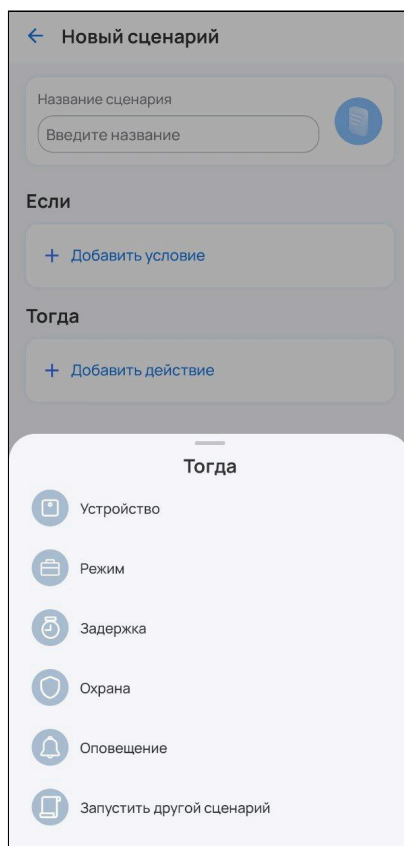 Новый сценарий
Название сценария
Введите название
Если
+ Добавить условие
Тогда
+ Добавить действие
Тогда
Устройство
Режим
Задержка
Охрана
Оповещение
Запустить другой сценарий